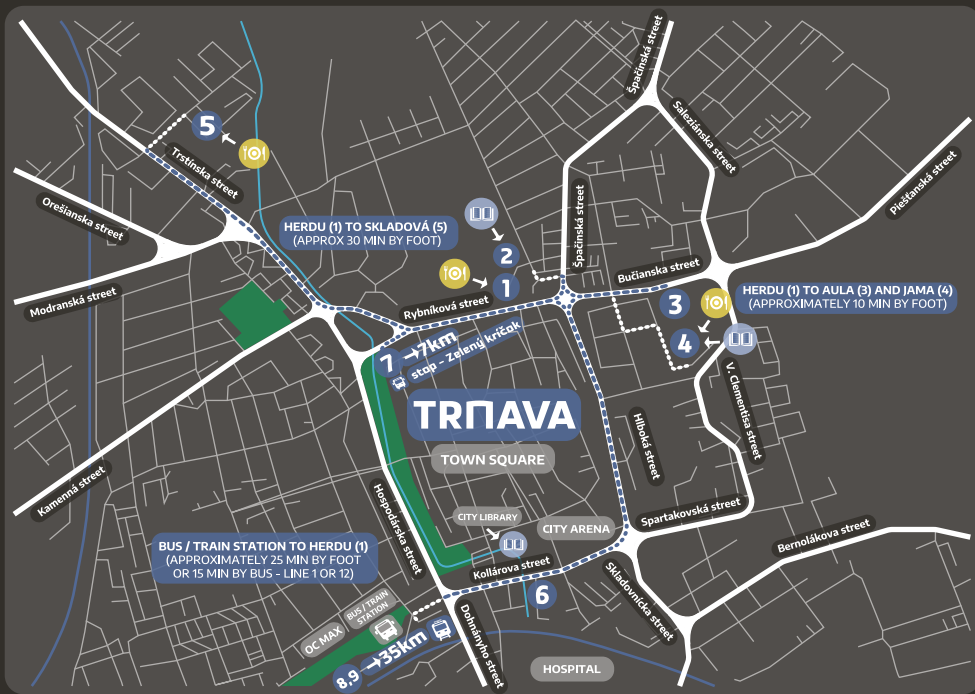 Špačinská street
Saleziánska street
5
Trstínska street
Piešťanská street
Orešianska street
HERDU (1) TO SKLADOVÁ (5)
(APPROX 30 MIN BY FOOT)
Špačinská street
2
Bučianska street
1
Modranská street
Rybníková street
3
HERDU (1) TO AULA (3) AND JAMA (4)
(APPROXIMATELY 10 MIN BY FOOT)
4
7 → 7km
stop - Zelený kríčok
V. Clementisa street
TRNAVA
Hlboká street
TOWN SQUARE
Kamenná street
Hospodárska street
CITY LIBRARY
CITY ARENA
Spartakovská street
Bernolákova street
BUS / TRAIN STATION TO HERDU (1)
(APPROXIMATELY 25 MIN BY FOOT
OR 15 MIN BY BUS - LINE 1 OR 12)
Kollárova street
6
Skladovnícka street
BUS / TRAIN
STATION
OC MAX
Dohnányho street
8,9 → 35km
HOSPITAL